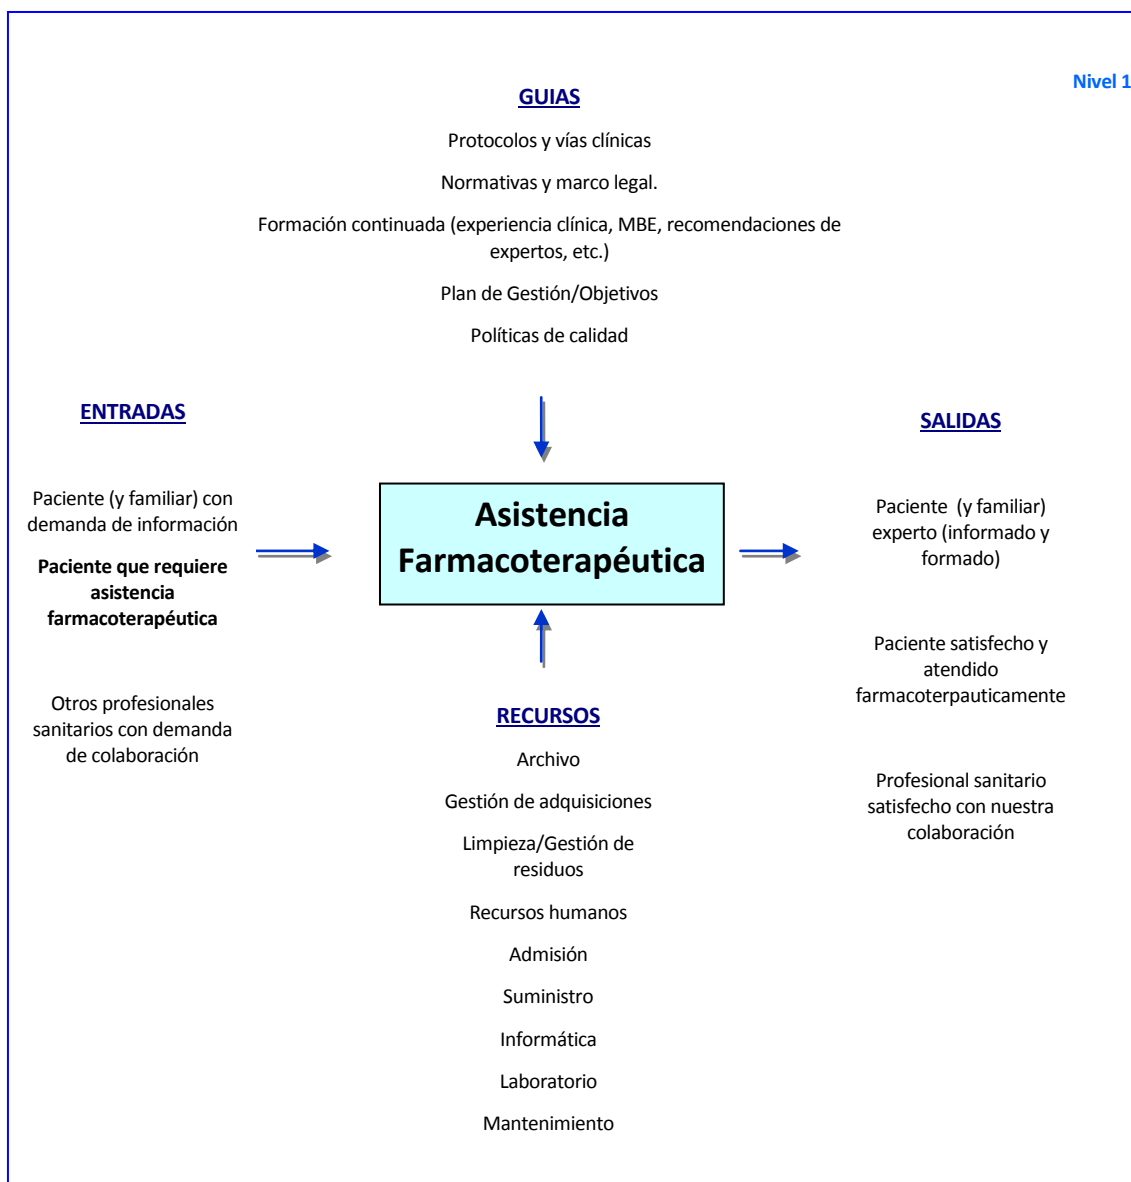 Nivel 1
GUIAS
Protocolos y vías clínicas
Normativas y marco legal.
Formación continuada (experiencia clínica, MBE, recomendaciones de
expertos, etc.)
Plan de Gestión/Objetivos
Políticas de calidad
ENTRADAS
Paciente (y familiar) con
demanda de información
Paciente que requiere
asistencia
farmacoterapéutica
Otros profesionales
sanitarios con demanda
de colaboración
Asistencia
Farmacoterapéutica
SALIDAS
Paciente (y familiar)
experto (informado y
formado)
Paciente satisfecho y
atendido
farmacoterpauticamente
Profesional sanitario
satisfecho con nuestra
colaboración
RECURSOS
Archivo
Gestión de adquisiciones
Limpieza/Gestión de
residuos
Recursos humanos
Admisión
Suministro
Informática
Laboratorio
Mantenimiento